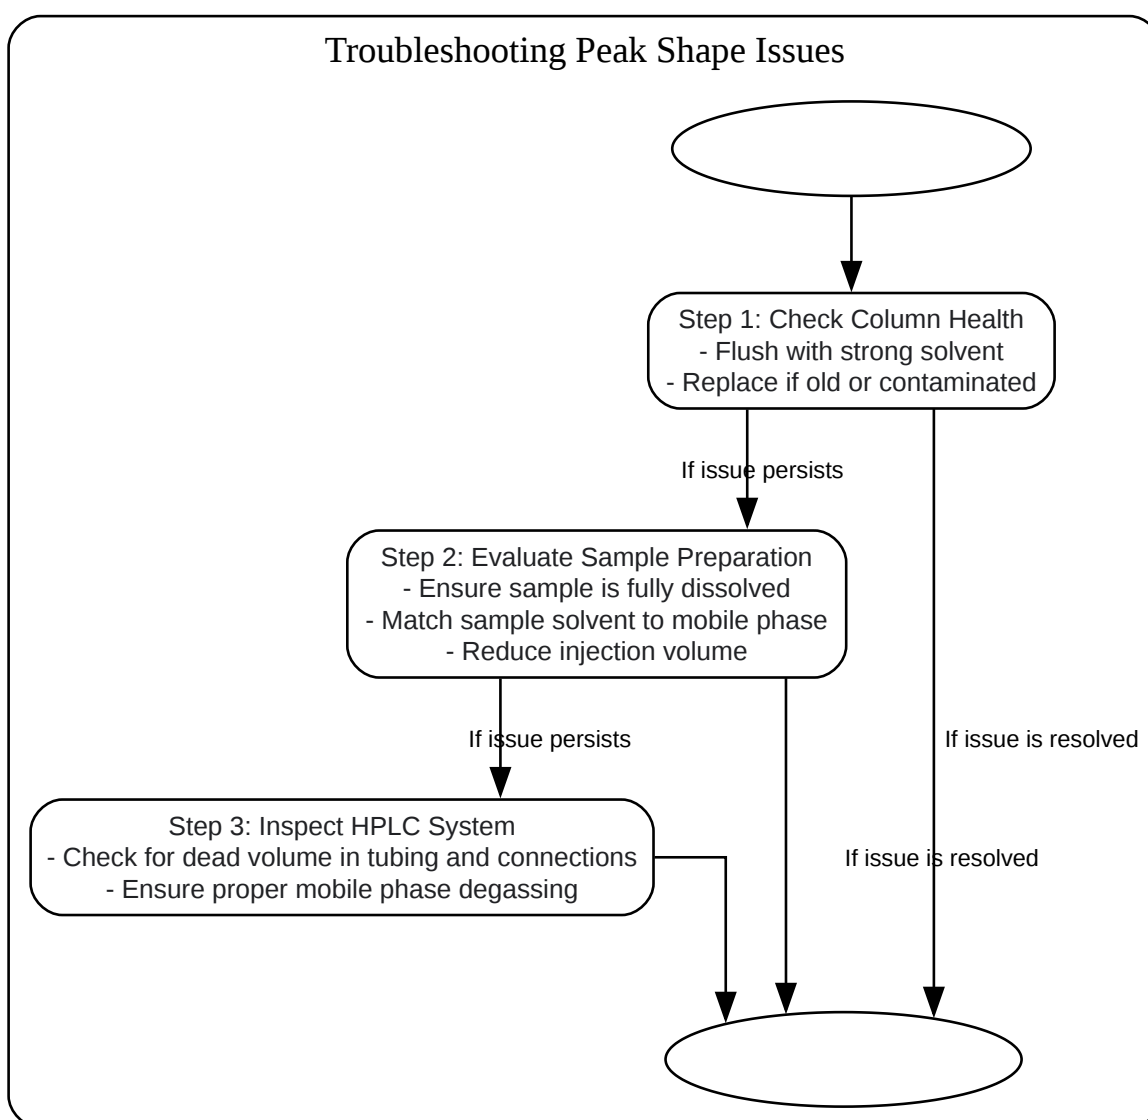 Troubleshooting Peak Shape Issues
Step 1: Check Column Health
- Flush with strong solvent
- Replace if old or contaminated
If issue persists
Step 2: Evaluate Sample Preparation
- Ensure sample is fully dissolved
- Match sample solvent to mobile phase
- Reduce injection volume
If issue persists
If issue is resolved
Step 3: Inspect HPLC System
- Check for dead volume in tubing and connections
- Ensure proper mobile phase degassing
If issue is resolved